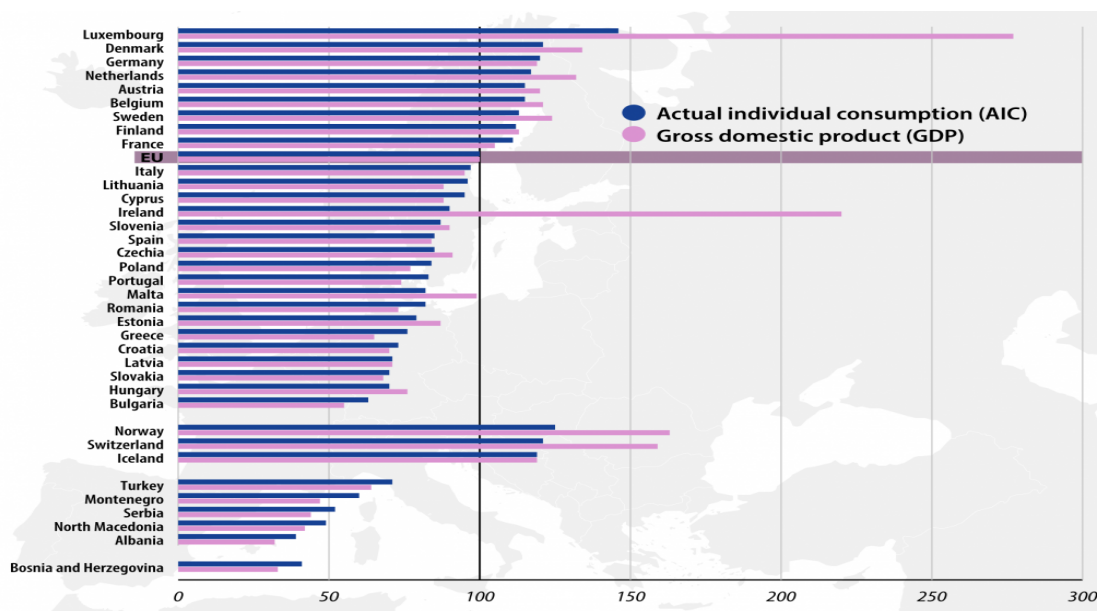 Luxembourg
Denmark
Germany
Netherlands
Austria
Belgium
Sweden
Finland
France
EU
Italy
Lithuania
Cyprus
Ireland
Slovenia
Spain
Czechia
Poland
Portugal
Malta
Romania
Estonia
Greece
Croatia
Latvia
Slovakia
Hungary
Bulgaria
Norway
Switzerland
Iceland
Turkey
Montenegro
Serbia
North Macedonia
Albania
Bosnia and Herzegovina
Actual individual consumption (AIC)
Gross domestic product (GDP)
0 50 100 150 200 250 300